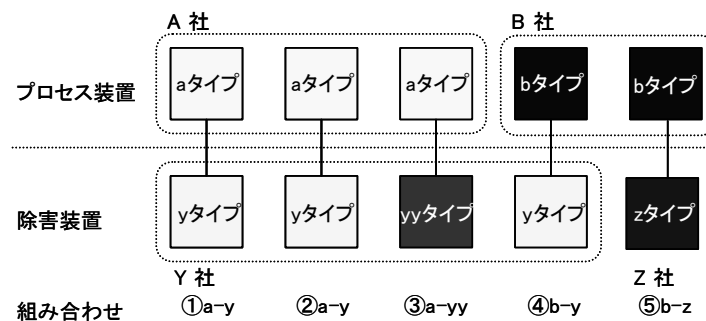 A 社 B 社
プロセス装置 aタイプ aタイプ aタイプ bタイプ bタイプ
除害装置 yタイプ yタイプ yyタイプ yタイプ zタイプ
Y 社 Z 社
組み合わせ ①a-y ②a-y ③a-yy ④b-y ⑤b-z